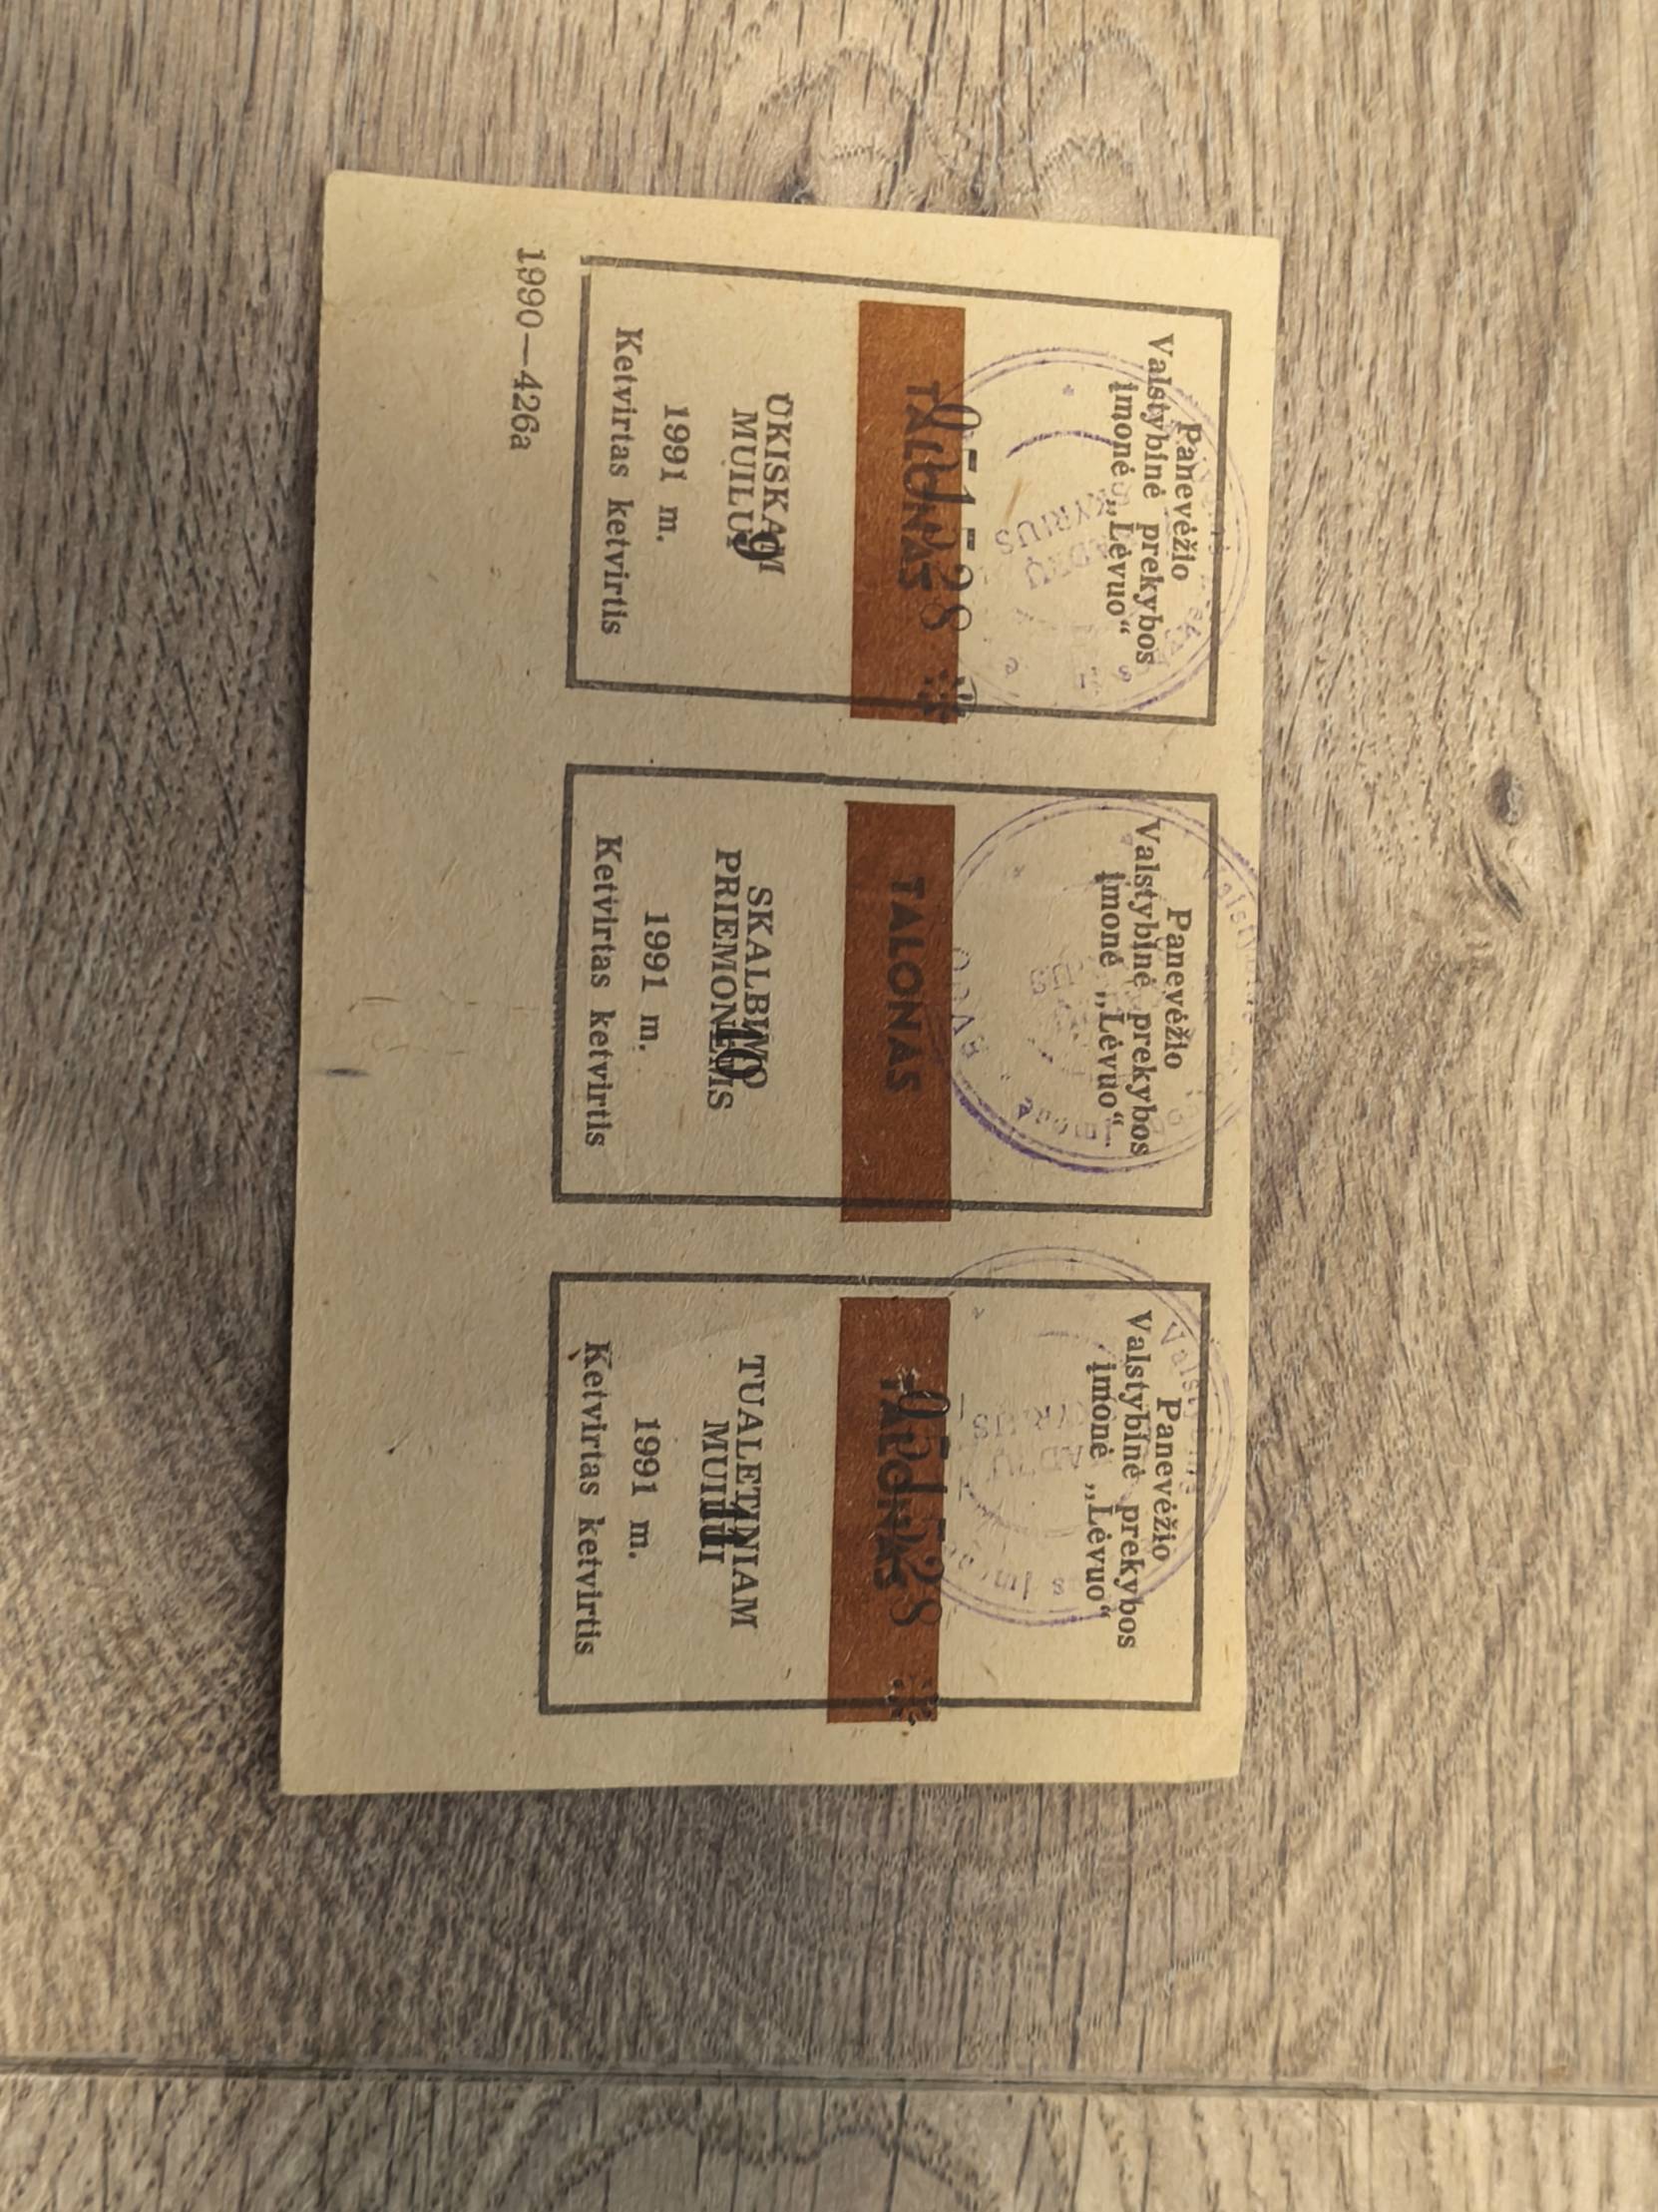 Panevėžio
Valstybinė prekybos
įmonė „Lėvuo“
TALONAS
051528 *
ŪKIŠKAM
MUILUI
9
1991 m.
Ketvirtas ketvirtis
Panevėžio
Valstybinė prekybos
įmonė „Lėvuo“
TALONAS
SKALBIMO
PRIEMONĖMS
10
1991 m.
Ketvirtas ketvirtis
Panevėžio
Valstybinė prekybos
įmonė „Lėvuo“
TALONAS
051528 *
TUALETINIAM
MUILUI
11
1991 m.
Ketvirtas ketvirtis
1990—426a